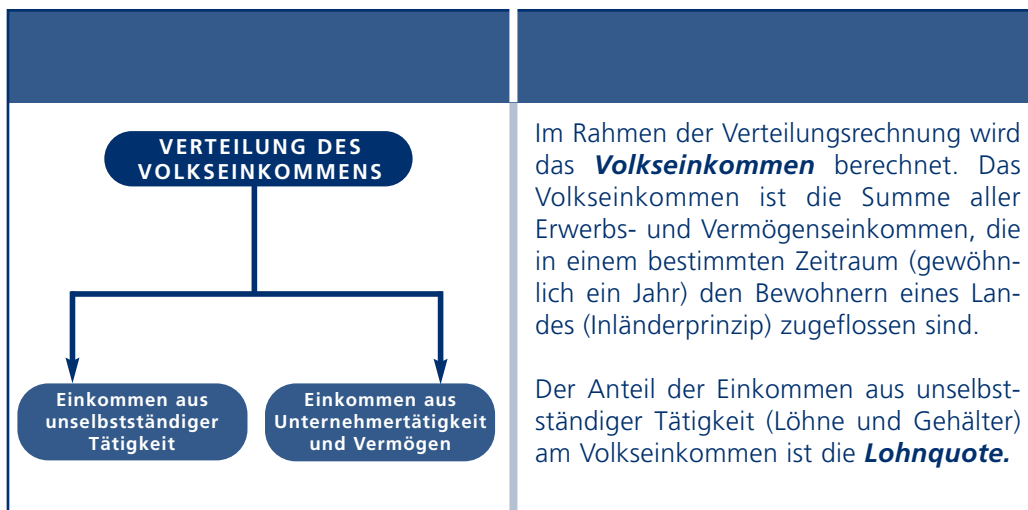 VERTEILUNG DES
VOLKSEINKOMMENS
Einkommen aus
unselbstständiger
Tätigkeit
Einkommen aus
Unternehmertätigkeit
und Vermögen
Im Rahmen der Verteilungsrechnung wird
das Volkseinkommen berechnet. Das
Volkseinkommen ist die Summe aller
Erwerbs- und Vermögenseinkommen, die
in einem bestimmten Zeitraum (gewöhn-
lich ein Jahr) den Bewohnern eines Lan-
des (Inländerprinzip) zugeflossen sind.
Der Anteil der Einkommen aus unselbst-
ständiger Tätigkeit (Löhne und Gehälter)
am Volkseinkommen ist die Lohnquote.